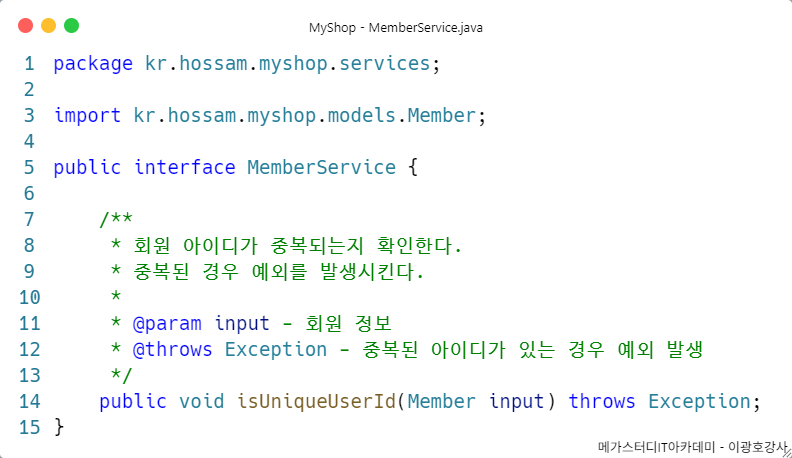 MyShop - MemberService.java
1 package kr.hossam.myshop.services;
2
3 import kr.hossam.myshop.models.Member;
4
5 public interface MemberService {
6
7     /**
8      * 회원 아이디가 중복되는지 확인한다.
9      * 중복된 경우 예외를 발생시킨다.
10      *
11      * @param input - 회원 정보
12      * @throws Exception - 중복된 아이디가 있는 경우 예외 발생
13      */
14     public void isUniqueUserId(Member input) throws Exception;
15 }
메가스터디IT아카데미 - 이광호강사